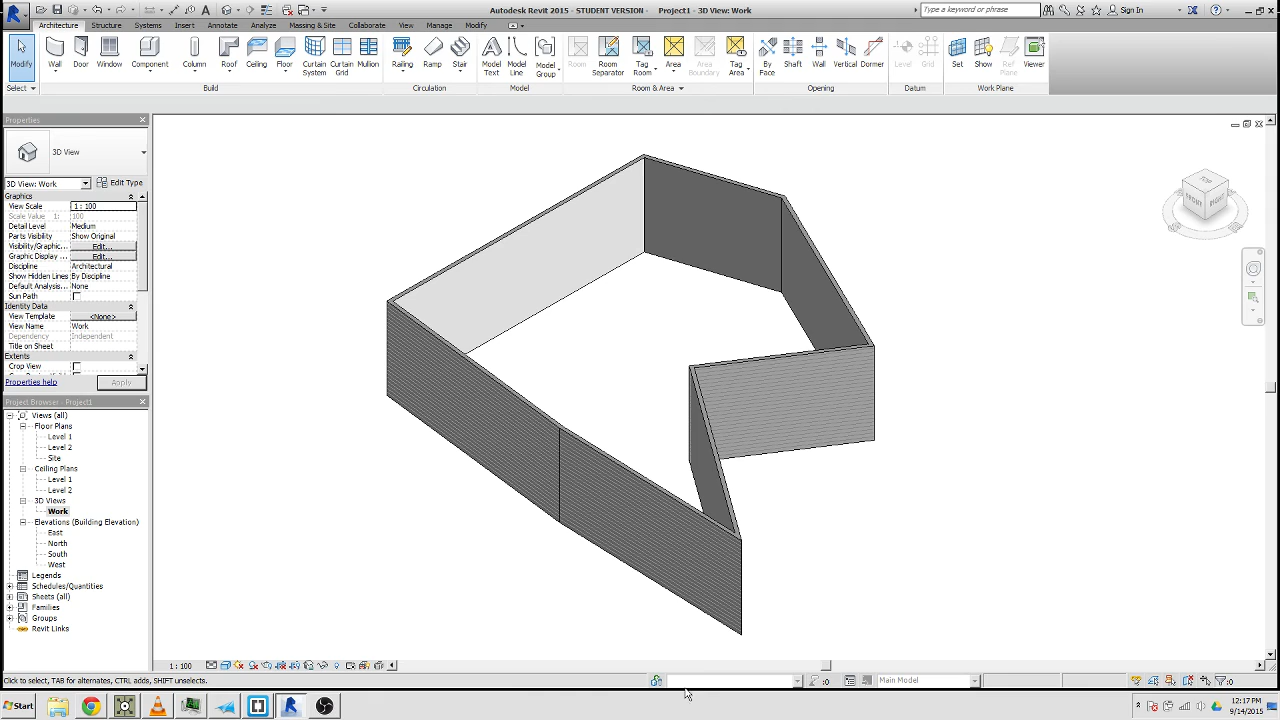 Autodesk Revit 2015 - STUDENT VERSION - Project1 - 3D View: Work
Type a keyword or phrase
Sign In
Architecture Structure Systems Insert Annotate Analyze Massing & Site Collaborate View Manage Modify
Modify Wall Door Window Component Column Roof Ceiling Floor Curtain System Curtain Grid Mullion Railing Ramp Stair Model Text Model Line Model Group Room Room Separator Tag Room Area Area Boundary Tag Area By Face Shaft Wall Vertical Dormer Level Grid Set Show Ref Plane Viewer
Select Build Circulation Model Room & Area Opening Datum Work Plane
Properties
3D View
3D View: Work Edit Type
Graphics
View Scale 1 : 100
Scale Value 1: 100
Detail Level Medium
Parts Visibility Show Original
Visibility/Graphic... Edit...
Graphic Display ... Edit...
Discipline Architectural
Show Hidden Lines By Discipline
Default Analysis... None
Sun Path
Identity Data
View Template <None>
View Name Work
Dependency Independent
Title on Sheet
Extents
Crop View
Properties help Apply
Project Browser - Project1
Views (all)
Floor Plans
Level 1
Level 2
Site
Ceiling Plans
Level 1
Level 2
3D Views
Work
Elevations (Building Elevation)
East
North
South
West
Legends
Schedules/Quantities
Sheets (all)
Families
Groups
Revit Links
TOP
FRONT
RIGHT
1 : 100
Click to select, TAB for alternates, CTRL adds, SHIFT unselects.
:0
Main Model
:0
Start
12:17 PM
9/14/2015